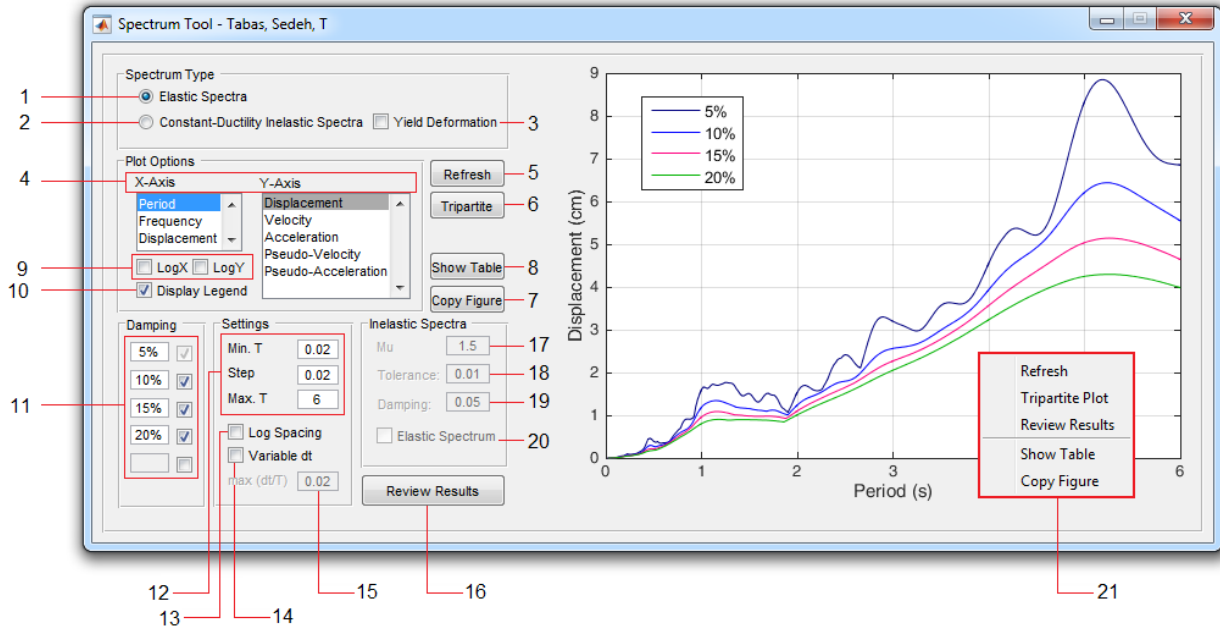 Spectrum Tool - Tabas, Sedeh, T
Spectrum Type
1 Elastic Spectra
2 Constant-Ductility Inelastic Spectra Yield Deformation 3
Plot Options
4 X-Axis Y-Axis
Period
Frequency
Displacement
Displacement
Velocity
Acceleration
Pseudo-Velocity
Pseudo-Acceleration
Refresh 5
Tripartite 6
Show Table 8
Copy Figure 7
9 LogX LogY
10 Display Legend
Damping
11
5%
10%
15%
20%
Settings
12
Min. T 0.02
Step 0.02
Max. T 6
13 Log Spacing
14 Variable dt
max (dt/T) 0.02 15
Inelastic Spectra
Mu 1.5 17
Tolerance: 0.01 18
Damping: 0.05 19
Elastic Spectrum 20
Review Results 16
9
8
7
6
5
4
3
2
1
0
Displacement (cm)
5%
10%
15%
20%
0 1 2 3 6
Period (s)
Refresh
Tripartite Plot
Review Results
Show Table
Copy Figure
21